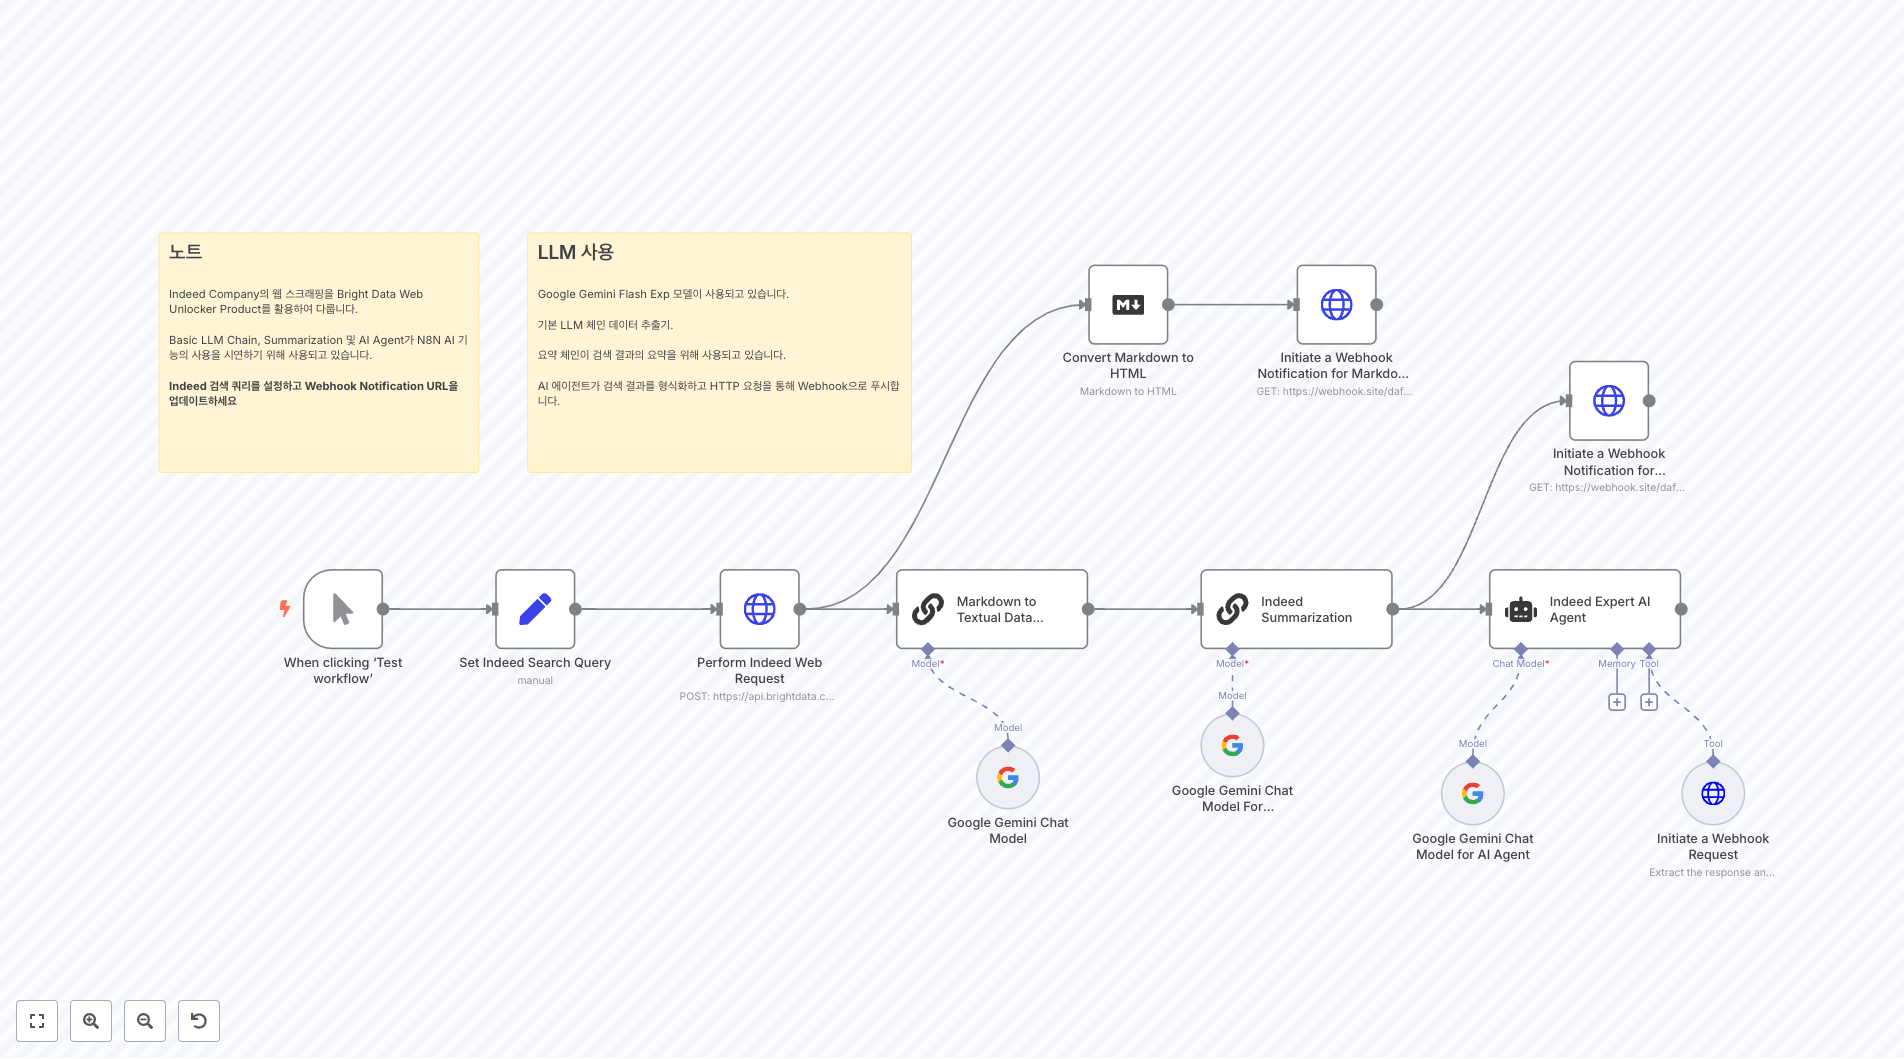 노트
Indeed Company의 웹 스크래핑을 Bright Data Web
Unlocker Product를 활용하여 다룹니다.
Basic LLM Chain, Summarization 및 AI Agent가 N8N AI 기
능의 사용을 시연하기 위해 사용되고 있습니다.
Indeed 검색 쿼리를 설정하고 Webhook Notification URL을
업데이트하세요
LLM 사용
Google Gemini Flash Exp 모델이 사용되고 있습니다.
기본 LLM 체인 데이터 추출기.
요약 체인이 검색 결과의 요약을 위해 사용되고 있습니다.
AI 에이전트가 검색 결과를 형식화하고 HTTP 요청을 통해 Webhook으로 푸시합
니다.
Convert Markdown to
HTML
Markdown to HTML
Initiate a Webhook
Notification for Markdo...
GET: https://webhook.site/daf...
Initiate a Webhook
Notification for...
GET: https://webhook.site/daf...
When clicking ‘Test
workflow’
Set Indeed Search Query
manual
Perform Indeed Web
Request
POST: https://api.brightdata.c...
Markdown to
Textual Data...
Model*
Model
Google Gemini Chat
Model
Indeed
Summarization
Model*
Model
Google Gemini Chat
Model For...
Indeed Expert AI
Agent
Chat Model*
Memory
Tool
Model
Google Gemini Chat
Model for AI Agent
Tool
Initiate a Webhook
Request
Extract the response an...